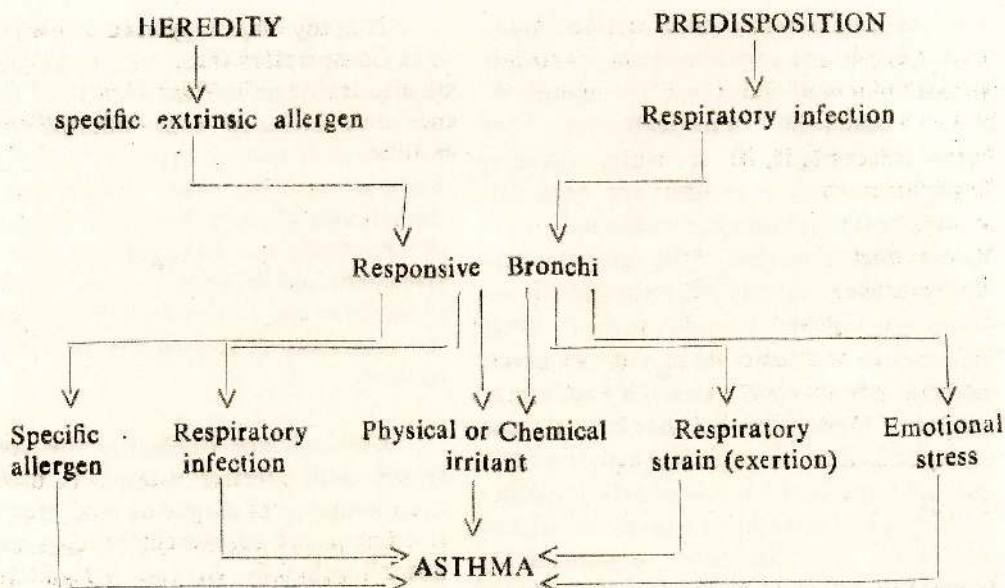 HEREDITY PREDISPOSITION
specific extrinsic allergen Respiratory infection
Responsive Bronchi
Specific Respiratory Physical or Chemical Respiratory Emotional
allergen infection irritant strain (exertion) stress
ASTHMA